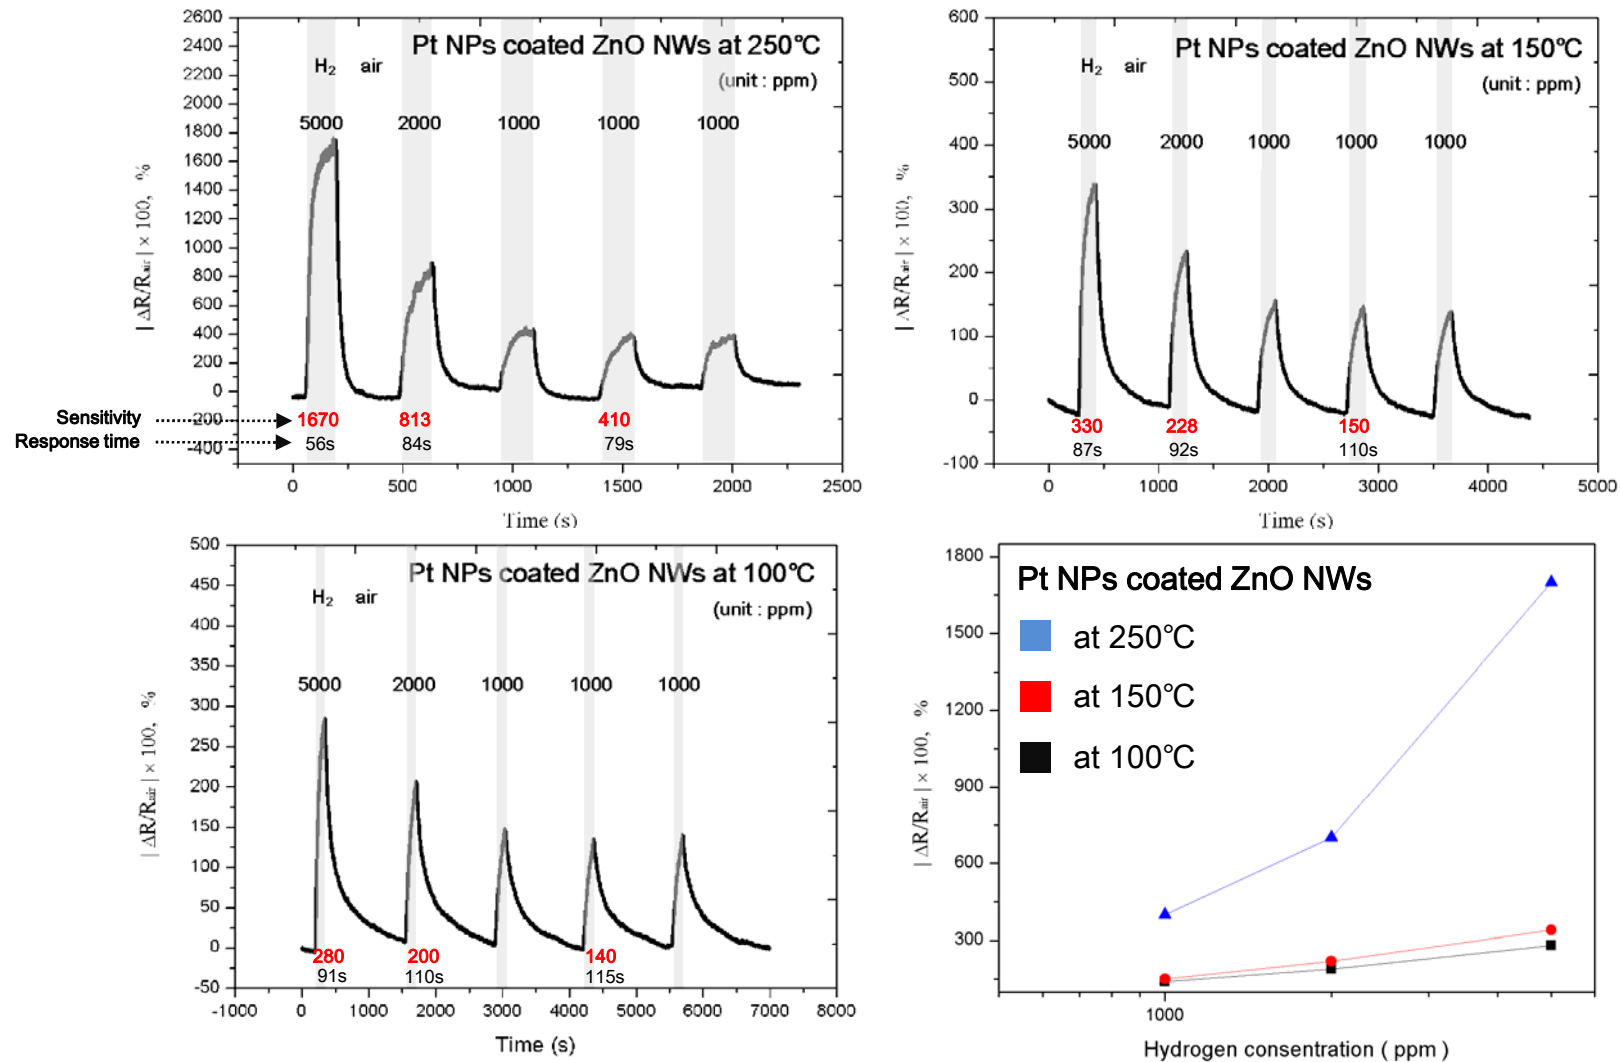 Pt NPs coated ZnO NWs at 250℃
(unit : ppm)
H2 air
5000 2000 1000 1000 1000
2600
2400
2200
2000
1800
1600
1400
1200
1000
800
600
400
200
0
-200
-400
| ΔR/Rair | × 100, %
Sensitivity
1670 813 410
Response time
56s 84s 79s
0 500 1000 1500 2000 2500
Time (s)
Pt NPs coated ZnO NWs at 150℃
(unit : ppm)
H2 air
5000 2000 1000 1000 1000
600
500
400
300
200
100
0
-100
| ΔR/Rair | × 100, %
330 228 150
87s 92s 110s
0 1000 2000 3000 4000 5000
Time (s)
Pt NPs coated ZnO NWs at 100℃
(unit : ppm)
H2 air
5000 2000 1000 1000 1000
500
450
400
350
300
250
200
150
100
50
0
-50
| ΔR/Rair | × 100, %
280 200 140
91s 110s 115s
-1000 0 1000 2000 3000 4000 5000 6000 7000 8000
Time (s)
Pt NPs coated ZnO NWs
at 250℃
at 150℃
at 100℃
1800
1500
1200
900
600
300
| ΔR/Rair | × 100, %
1000
Hydrogen consentration ( ppm )